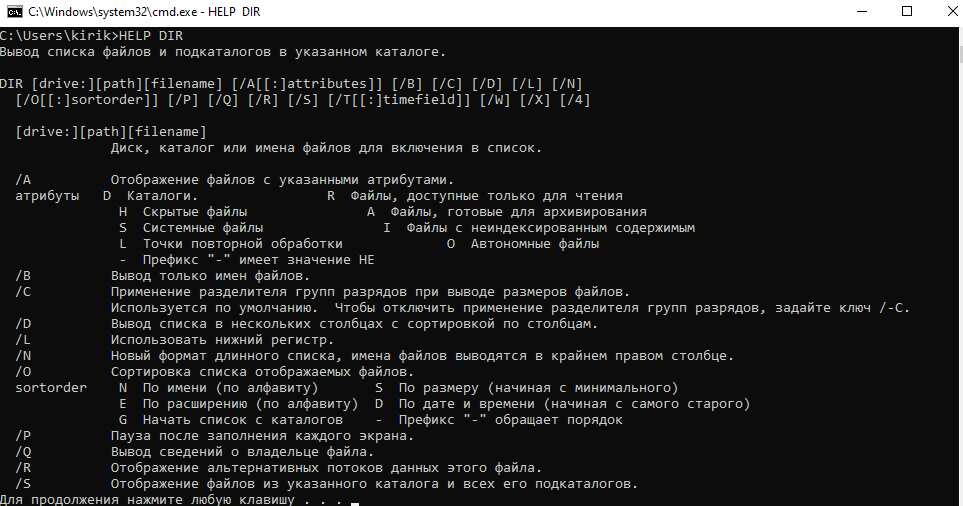 C:\Windows\system32\cmd.exe - HELP DIR
C:\Users\kirik>HELP DIR
Вывод списка файлов и подкаталогов в указанном каталоге.
DIR [drive:][path][filename] [/A[[:]attributes]] [/B] [/C] [/D] [/L] [/N]
[/O[[:]sortorder]] [/P] [/Q] [/R] [/S] [/T[[:]timefield]] [/W] [/X] [/4]
[drive:][path][filename]
Диск, каталог или имена файлов для включения в список.
/A Отображение файлов с указанными атрибутами.
атрибуты D Каталоги. R Файлы, доступные только для чтения
H Скрытые файлы A Файлы, готовые для архивирования
S Системные файлы I Файлы с неиндексированным содержимым
L Точки повторной обработки O Автономные файлы
- Префикс "-" имеет значение НЕ
/B Вывод только имен файлов.
/C Применение разделителя групп разрядов при выводе размеров файлов.
Используется по умолчанию. Чтобы отключить применение разделителя групп разрядов, задайте ключ /-C.
/D Вывод списка в нескольких столбцах с сортировкой по столбцам.
/L Использовать нижний регистр.
/N Новый формат длинного списка, имена файлов выводятся в крайнем правом столбце.
/O Сортировка списка отображаемых файлов.
sortorder N По имени (по алфавиту) S По размеру (начиная с минимального)
E По расширению (по алфавиту) D По дате и времени (начиная с самого старого)
G Начать список с каталогов - Префикс "-" обращает порядок
/P Пауза после заполнения каждого экрана.
/Q Вывод сведений о владельце файла.
/R Отображение альтернативных потоков данных этого файла.
/S Отображение файлов из указанного каталога и всех его подкаталогов.
Для продолжения нажмите любую клавишу . . .